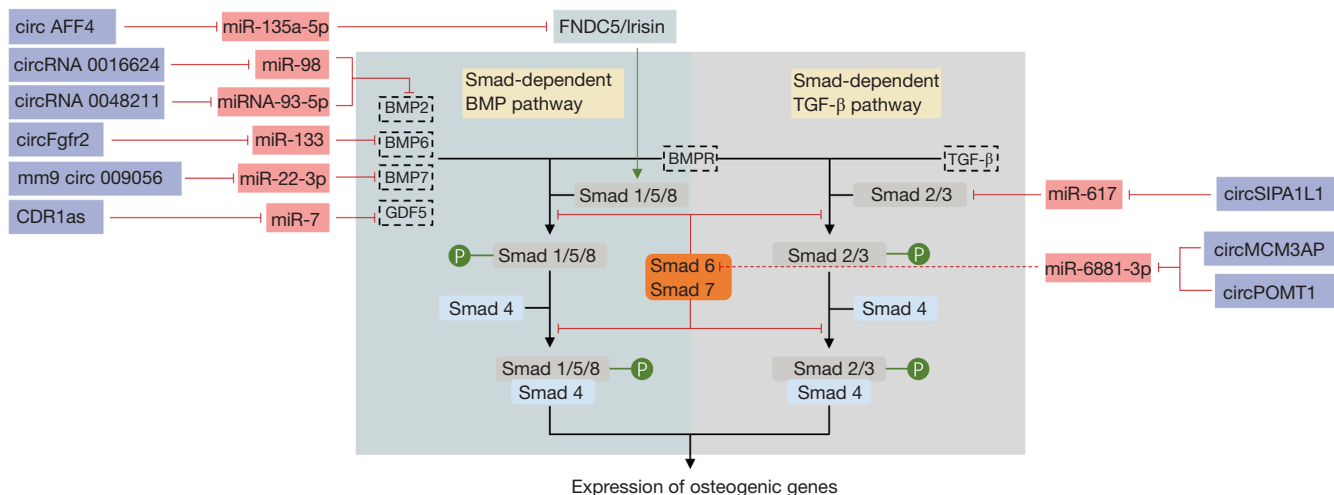 circ AFF4
miR-135a-5p
FNDC5/Irisin
circRNA 0016624
miR-98
circRNA 0048211
miRNA-93-5p
circFgfr2
miR-133
mm9 circ 009056
miR-22-3p
CDR1as
miR-7
BMP2
BMP6
BMP7
GDF5
Smad-dependent
BMP pathway
Smad-dependent
TGF-β pathway
BMPR
TGF-β
Smad 1/5/8
Smad 2/3
miR-617
circSIPA1L1
P
Smad 1/5/8
Smad 6
Smad 7
Smad 2/3
P
miR-6881-3p
circMCM3AP
circPOMT1
Smad 4
Smad 4
Smad 1/5/8
P
Smad 4
Smad 2/3
P
Smad 4
Expression of osteogenic genes